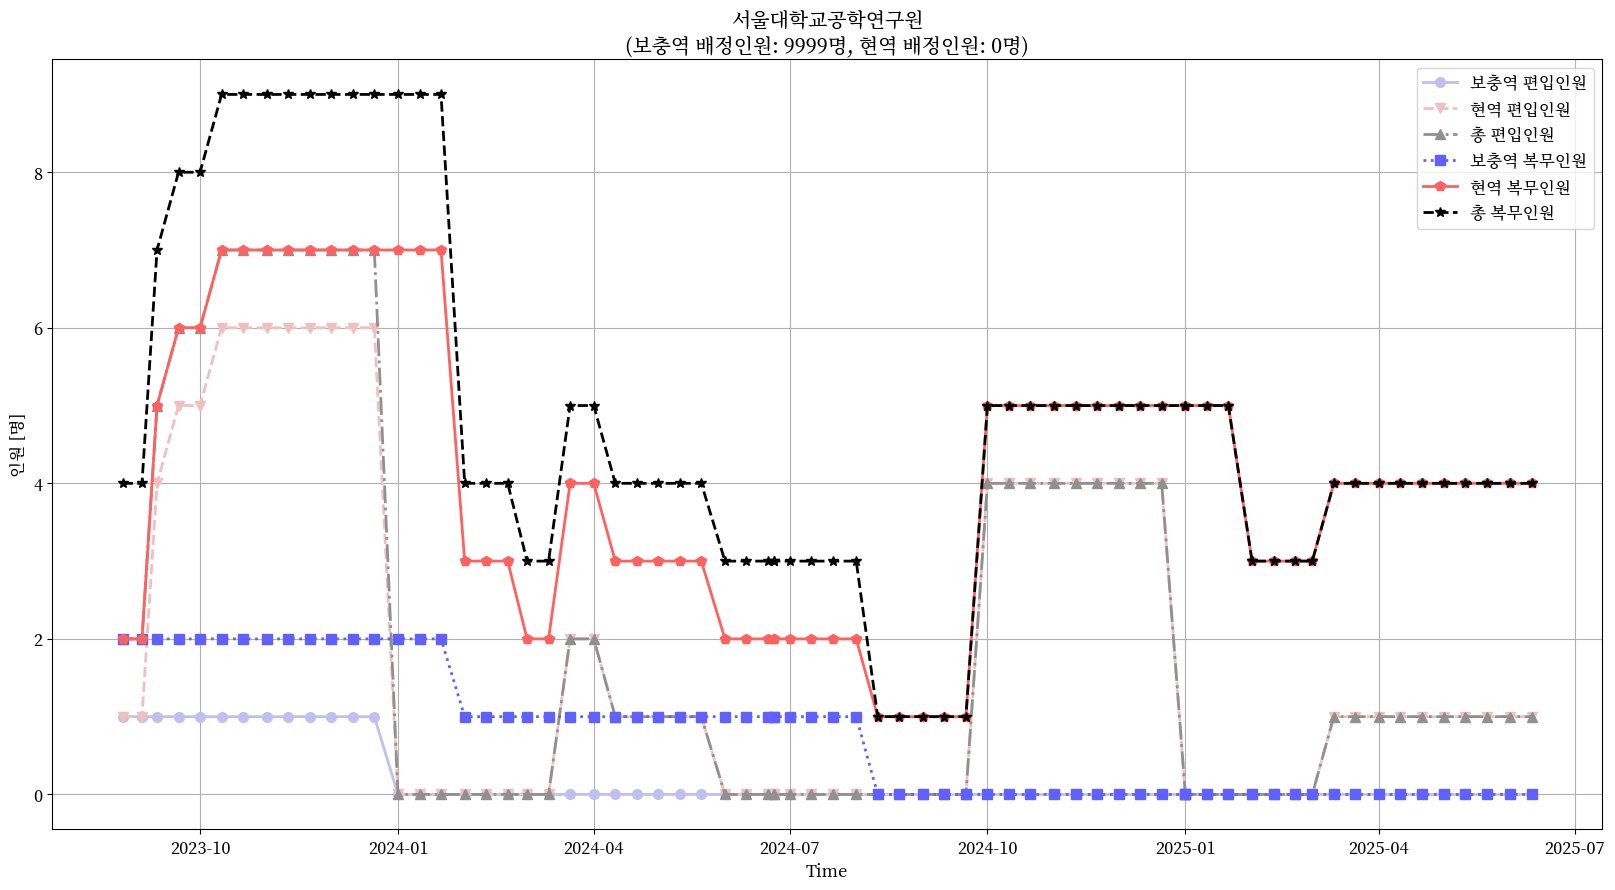 서울대학교공학연구원
(보충역 배정인원: 9999명, 현역 배정인원: 0명)
보충역 편입인원
현역 편입인원
총 편입인원
보충역 복무인원
현역 복무인원
총 복무인원
인원 [명]
8
6
4
2
0
2023-10
2024-01
2024-04
2024-07
2024-10
2025-01
2025-04
2025-07
Time